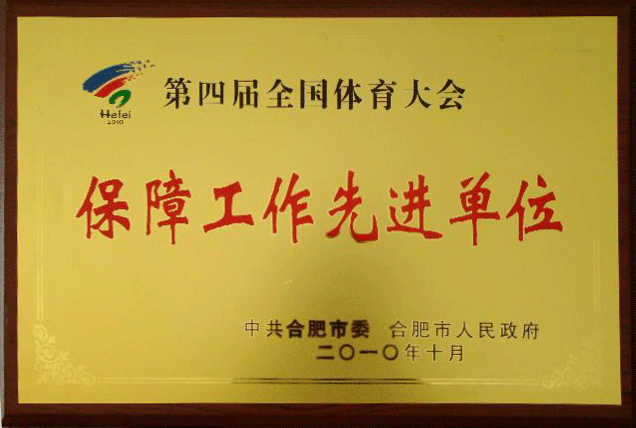 第四届全国体育大会
Hefei
2010
保障工作先进单位
中共合肥市委 合肥市人民政府
二〇一〇年十月